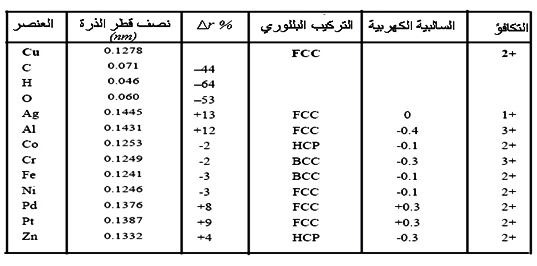 العنصر	نصف قطر الذرة (nm)	Δr %	التركيب البللوري	السالبية الكهربية	التكافؤ
Cu	0.1278		FCC		2+
C	0.071	–44
H	0.046	–64
O	0.060	–53
Ag	0.1445	+13	FCC	0	1+
Al	0.1431	+12	FCC	-0.4	3+
Co	0.1253	-2	HCP	-0.1	2+
Cr	0.1249	-2	BCC	-0.3	3+
Fe	0.1241	-3	BCC	-0.1	2+
Ni	0.1246	-3	FCC	-0.1	2+
Pd	0.1376	+8	FCC	+0.3	2+
Pt	0.1387	+9	FCC	+0.3	2+
Zn	0.1332	+4	HCP	-0.3	2+